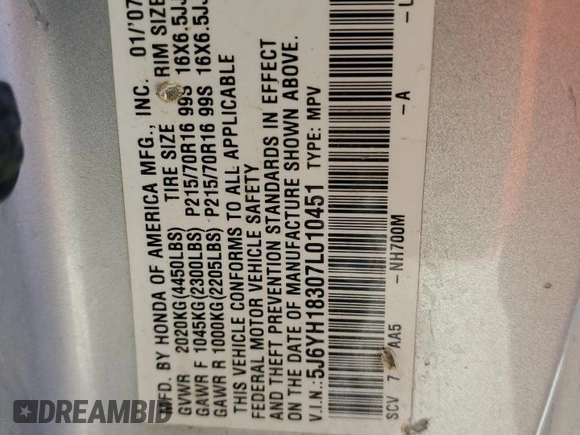 MFD. BY HONDA OF AMERICA MFG., INC. 01/'07
GVWR 2020KG(4450LBS) TIRE SIZE RIM SIZE
GAWR F 1045KG(2300LBS) P215/70R16 99S 16X6.5JJ
GAWR R 1000KG(2205LBS) P215/70R16 99S 16X6.5JJ
THIS VEHICLE CONFORMS TO ALL APPLICABLE
FEDERAL MOTOR VEHICLE SAFETY
AND THEFT PREVENTION STANDARDS IN EFFECT
ON THE DATE OF MANUFACTURE SHOWN ABOVE.
V.I.N.:5J6YH18307L010451 TYPE: MPV
SCV 7 AA5 -NH700M -A -U
DREAMBID